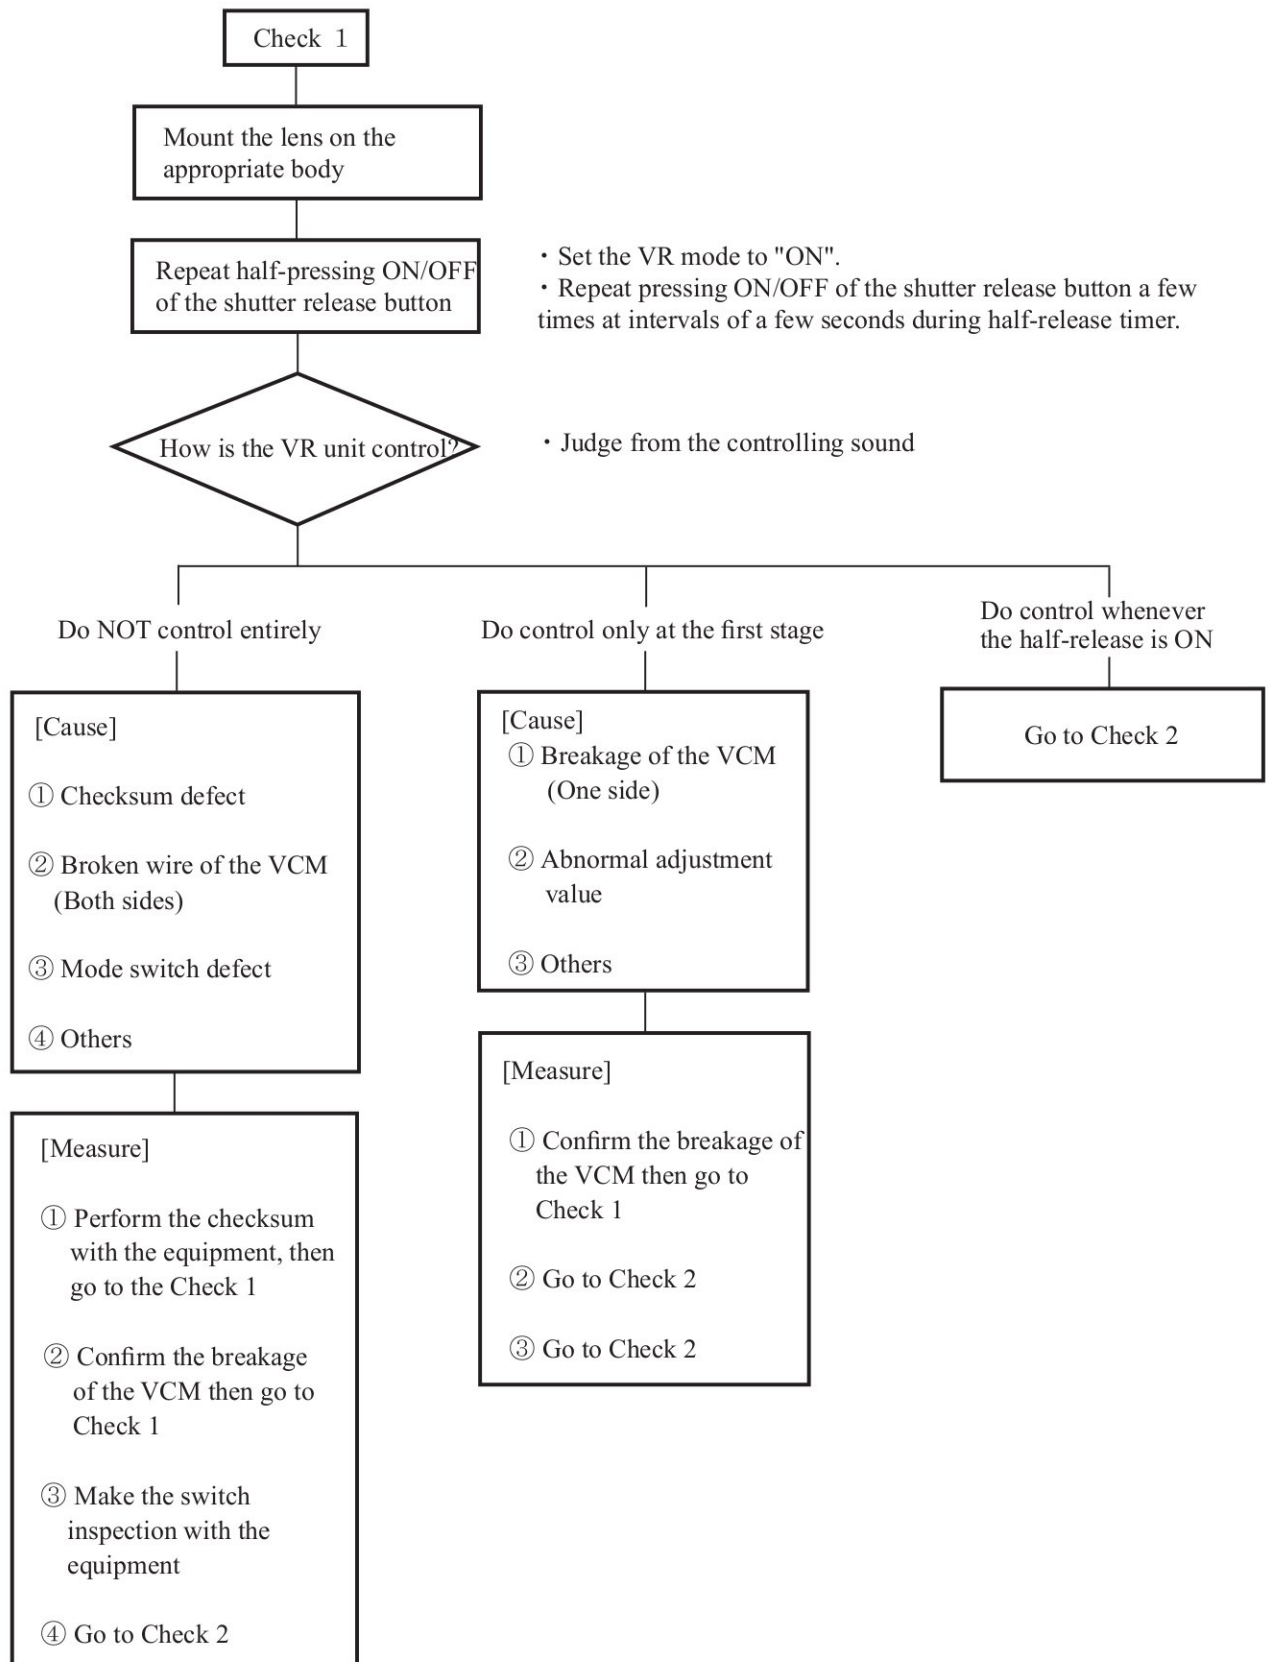 Check 1
Mount the lens on the
appropriate body
Repeat half-pressing ON/OFF
of the shutter release button
・Set the VR mode to "ON".
・Repeat pressing ON/OFF of the shutter release button a few
times at intervals of a few seconds during half-release timer.
How is the VR unit control?
・Judge from the controlling sound
Do NOT control entirely
[Cause]
① Checksum defect
② Broken wire of the VCM
(Both sides)
③ Mode switch defect
④ Others
[Measure]
① Perform the checksum
with the equipment, then
go to the Check 1
② Confirm the breakage
of the VCM then go to
Check 1
③ Make the switch
inspection with the
equipment
④ Go to Check 2
Do control only at the first stage
[Cause]
① Breakage of the VCM
(One side)
② Abnormal adjustment
value
③ Others
[Measure]
① Confirm the breakage of
the VCM then go to
Check 1
② Go to Check 2
③ Go to Check 2
Do control whenever
the half-release is ON
Go to Check 2